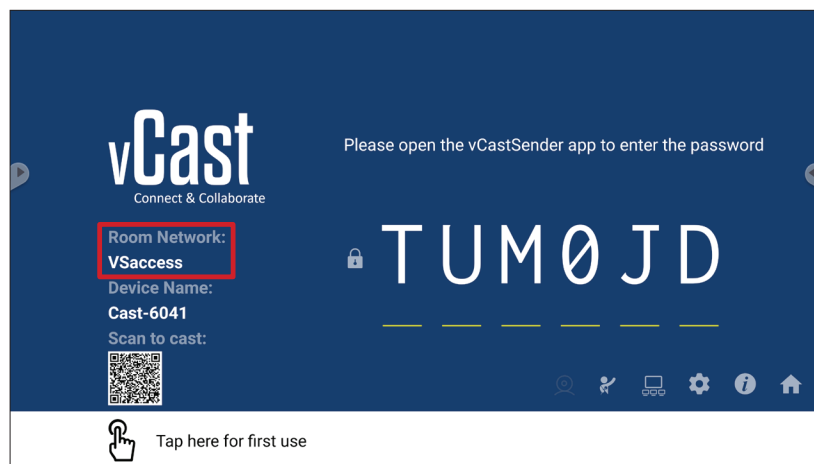 vCast
Connect & Collaborate
Please open the vCastSender app to enter the password
Room Network:
VSaccess
Device Name:
Cast-6041
Scan to cast:
TUM0JD
Tap here for first use